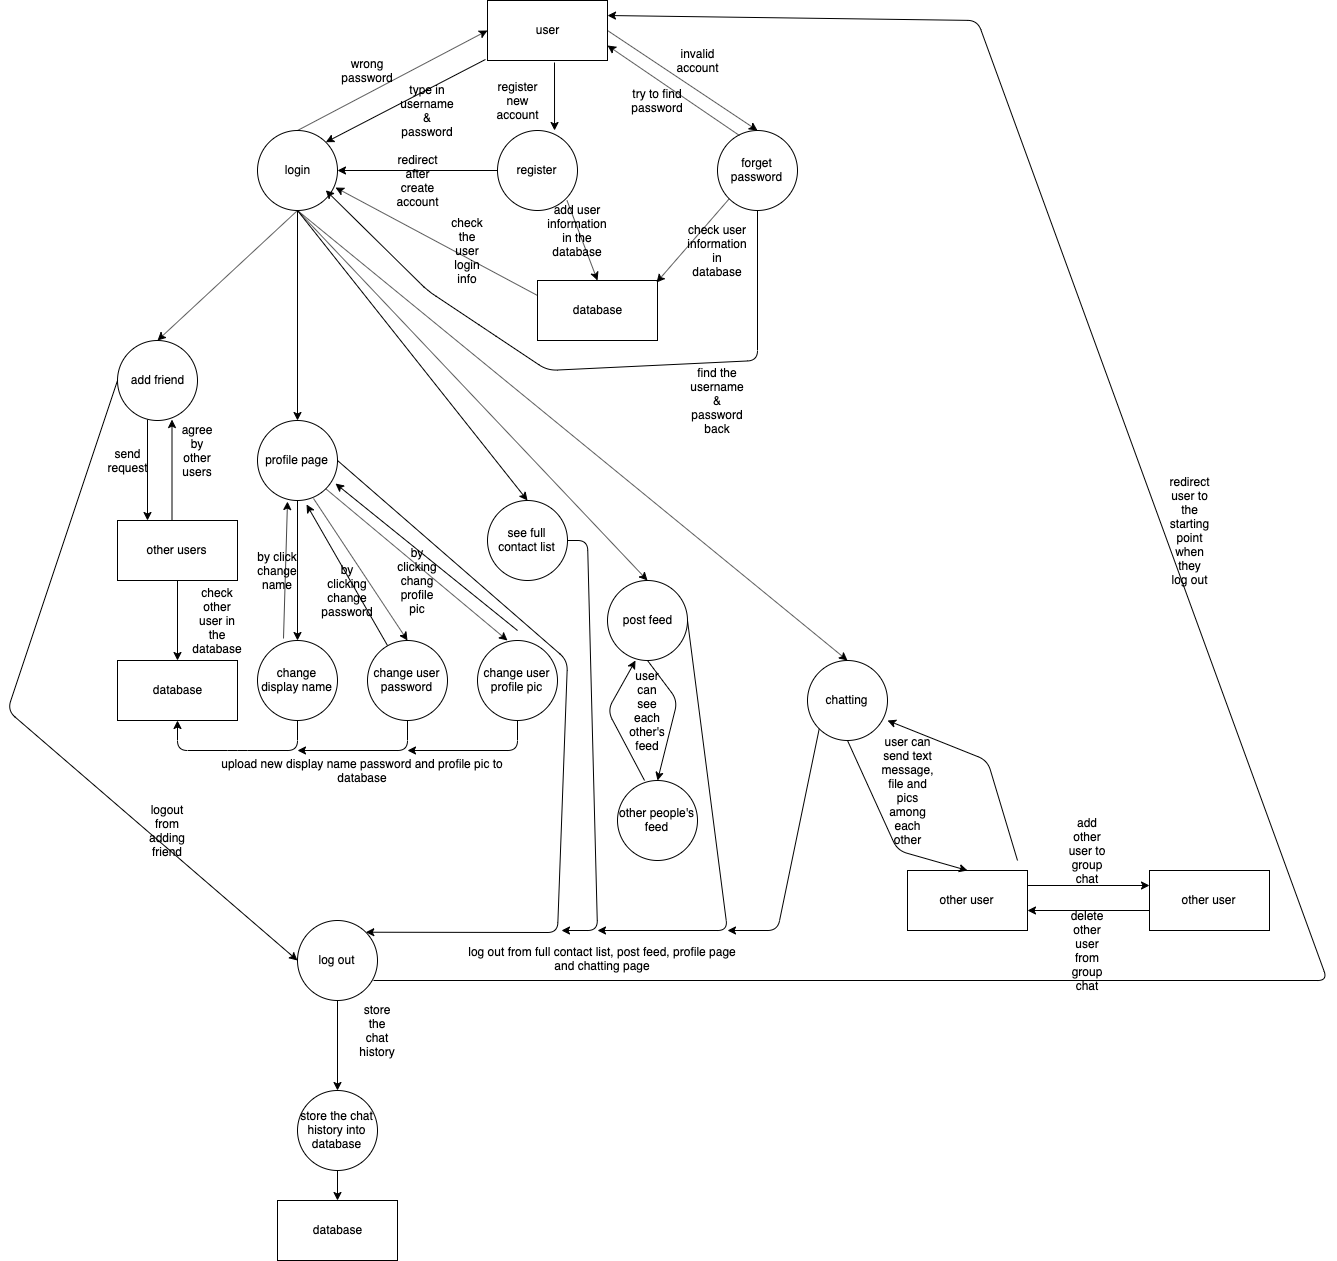 user
wrong
password
type in
username
&
password
register
new
account
invalid
account
try to find
password
login
redirect
after
create
account
register
forget
password
check
the
user
login
info
add user
information
in the
database
check user
information
in
database
database
find the
username
&
password
back
add friend
send
request
agree
by
other
users
profile page
see full
contact list
redirect
user to
the
starting
point
when
they
log out
other users
check
other
user in
the
database
by click
change
name
by
clicking
change
password
by
clicking
chang
profile
pic
post feed
database
change
display name
change user
password
change user
profile pic
user
can
see
each
other's
feed
chatting
upload new display name password and profile pic to
database
user can
send text
message,
file and
pics
among
each
other
other people's
feed
logout
from
adding
friend
add
other
user to
group
chat
other user
other user
delete
other
user
from
group
chat
log out
log out from full contact list, post feed, profile page
and chatting page
store
the
chat
history
store the chat
history into
database
database